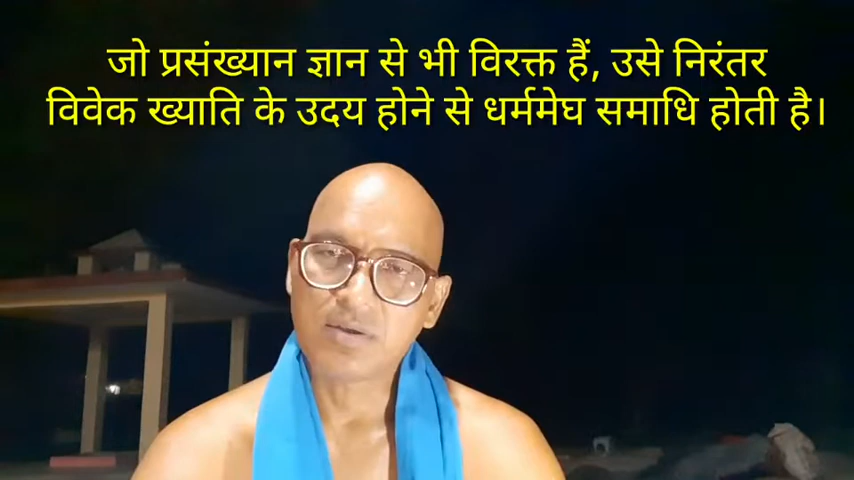 जो प्रसंख्यान ज्ञान से भी विरक्त हैं, उसे निरंतर
विवेक ख्याति के उदय होने से धर्ममेघ समाधि होती है।